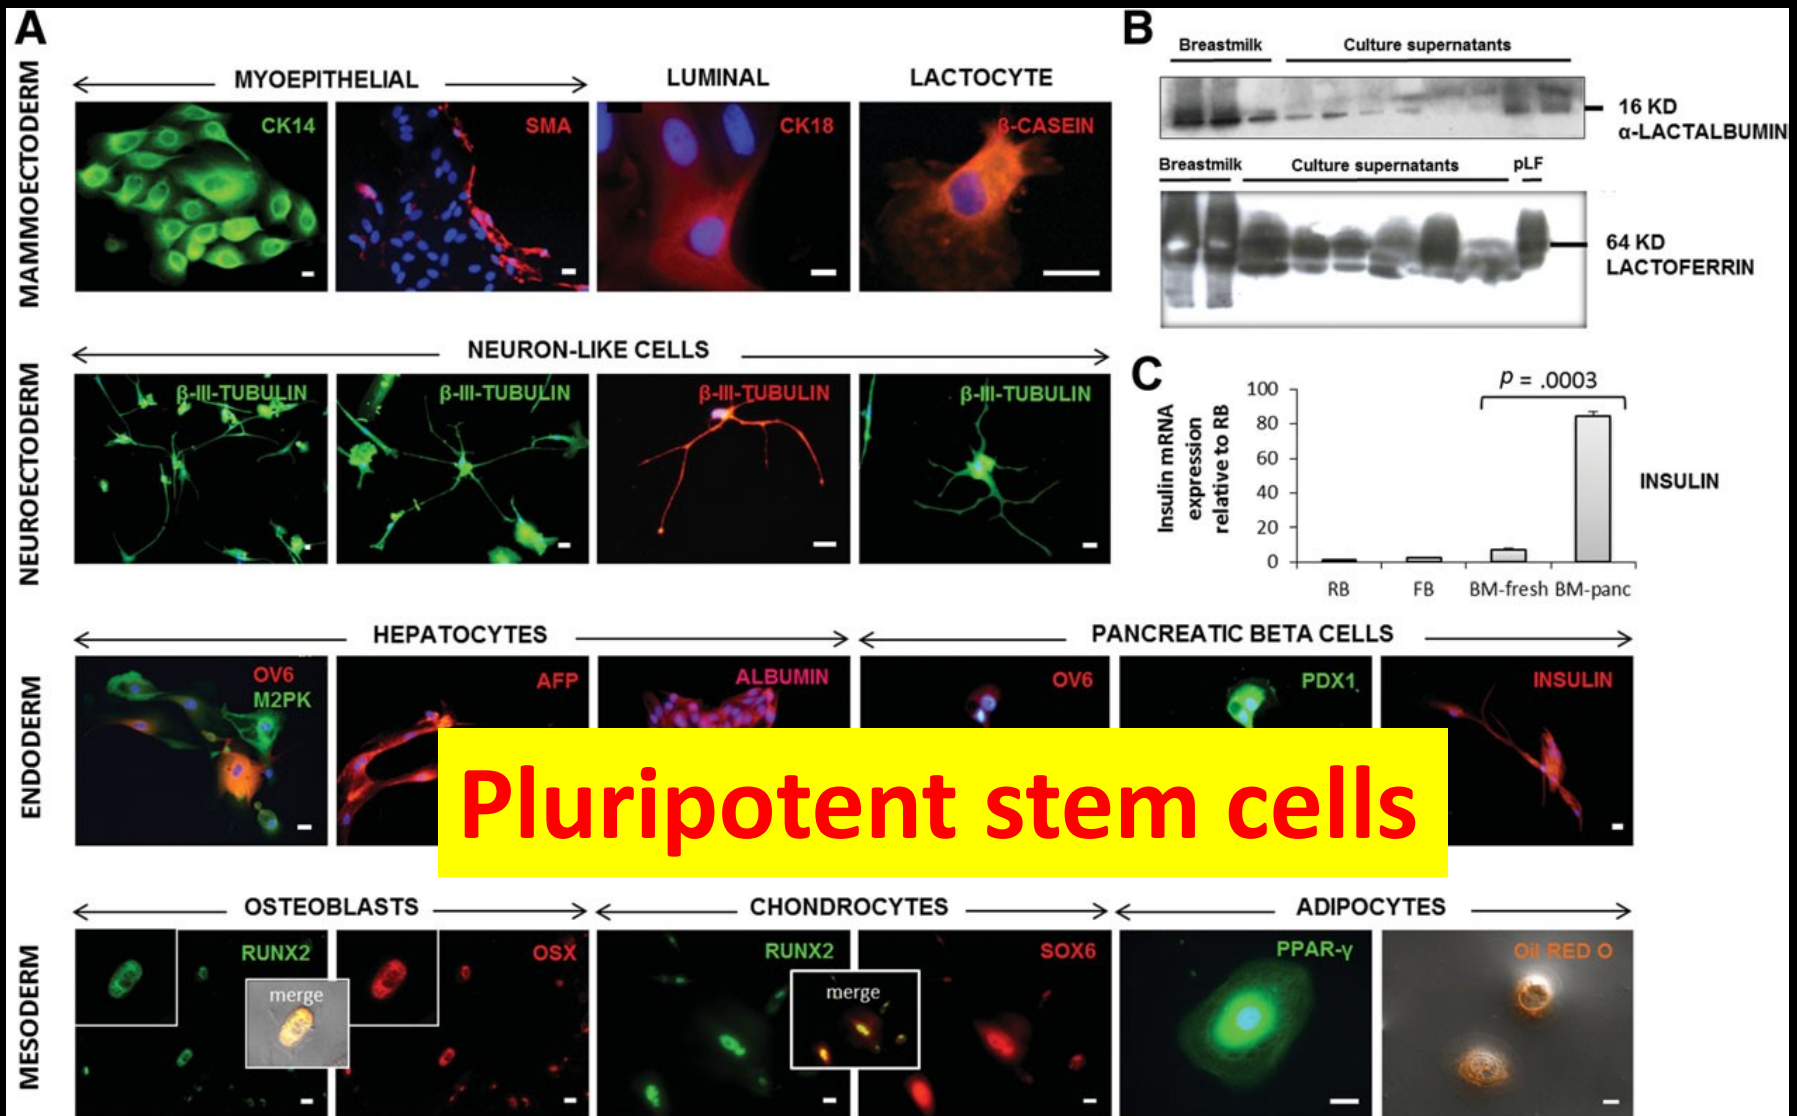 A
MAMMOECTODERM
MYOEPITHELIAL
LUMINAL
LACTOCYTE
CK14
SMA
CK18
β-CASEIN
NEUROECTODERM
NEURON-LIKE CELLS
β-III-TUBULIN
β-III-TUBULIN
β-III-TUBULIN
β-III-TUBULIN
ENDODERM
HEPATOCYTES
PANCREATIC BETA CELLS
OV6
M2PK
AFP
ALBUMIN
OV6
PDX1
INSULIN
Pluripotent stem cells
MESODERM
OSTEOBLASTS
CHONDROCYTES
ADIPOCYTES
RUNX2
merge
OSX
RUNX2
merge
SOX6
PPAR-γ
Oil RED O
B
Breastmilk
Culture supernatants
16 KD
α-LACTALBUMIN
Breastmilk
Culture supernatants
pLF
64 KD
LACTOFERRIN
C
Insulin mRNA
expression
relative to RB
100
80
60
40
20
0
p = .0003
INSULIN
RB
FB
BM-fresh
BM-panc